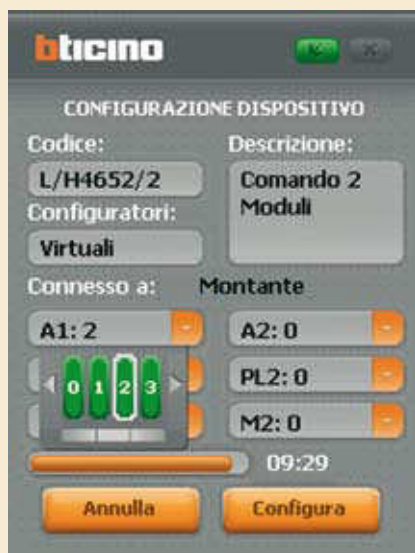 bticino
CONFIGURAZIONE DISPOSITIVO
Codice:
Descrizione:
L/H4652/2
Comando 2
Moduli
Configuratori:
Virtuali
Connesso a: Montante
A1: 2
A2: 0
0 1 2 3
PL2: 0
M2: 0
09:29
Annulla
Configura